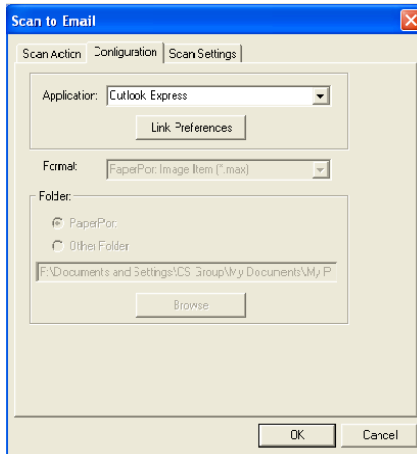 Scan to Email
Scan Action Configuration Scan Settings
Application: Outlook Express
Link Preferences
Format: PaperPort Image Item (*.max)
Folder:
PaperPort
Other Folder
F:\Documents and Settings\CS Group\My Documents\My P
Browse
OK Cancel